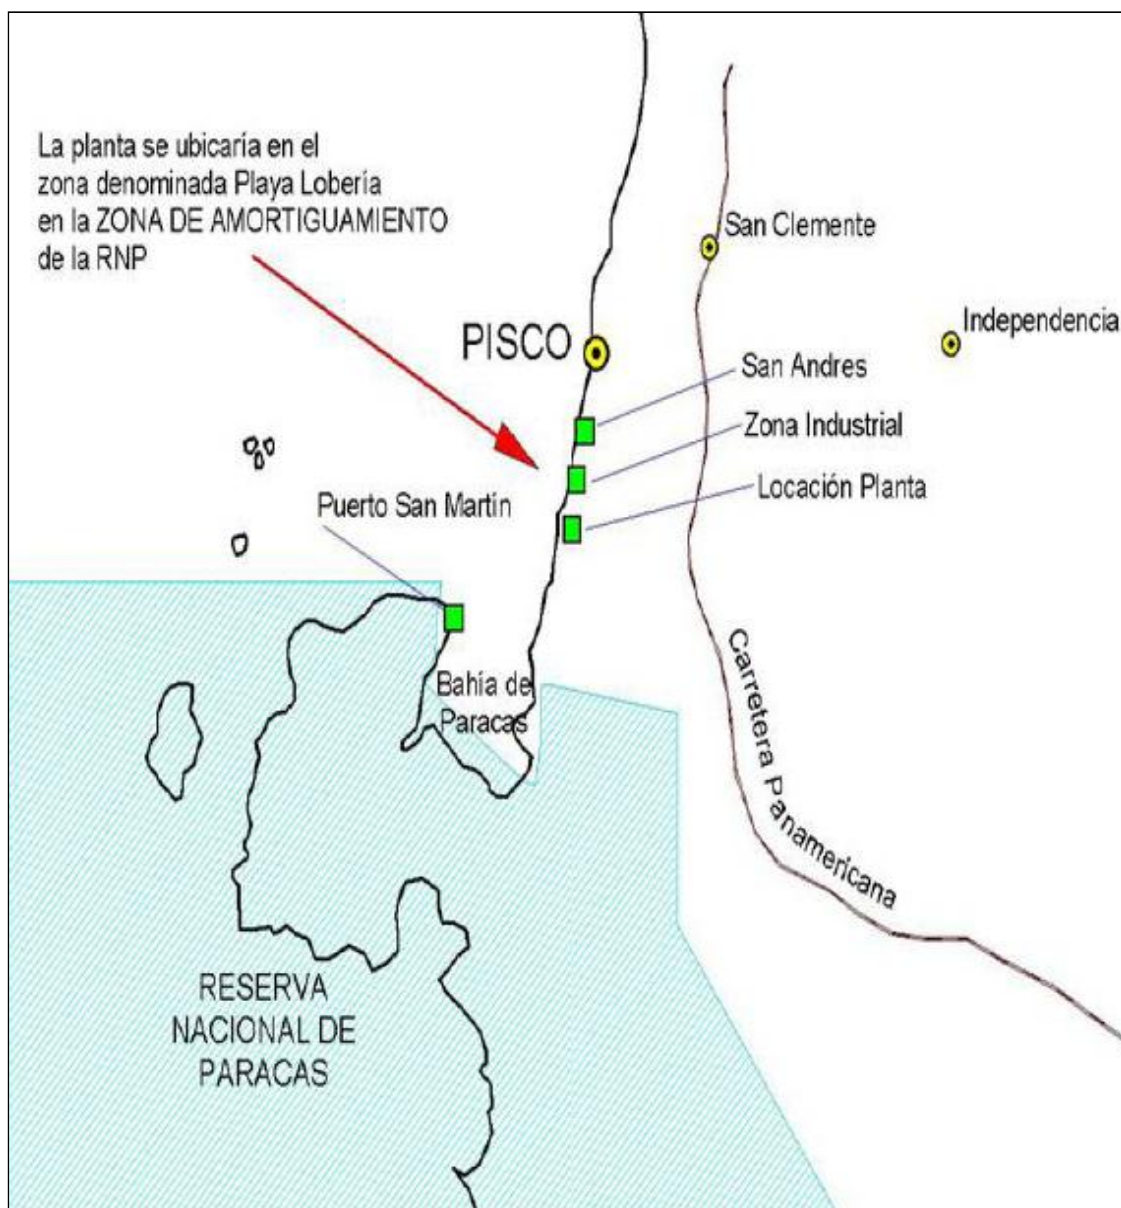 La planta se ubicaría en el
zona denominada Playa Lobería
en la ZONA DE AMORTIGUAMIENTO
de la RNP
San Clemente
Independencia
PISCO
San Andres
Zona Industrial
Locación Planta
Puerto San Martín
Bahía de
Paracas
Carretera Panamericana
RESERVA
NACIONAL DE
PARACAS